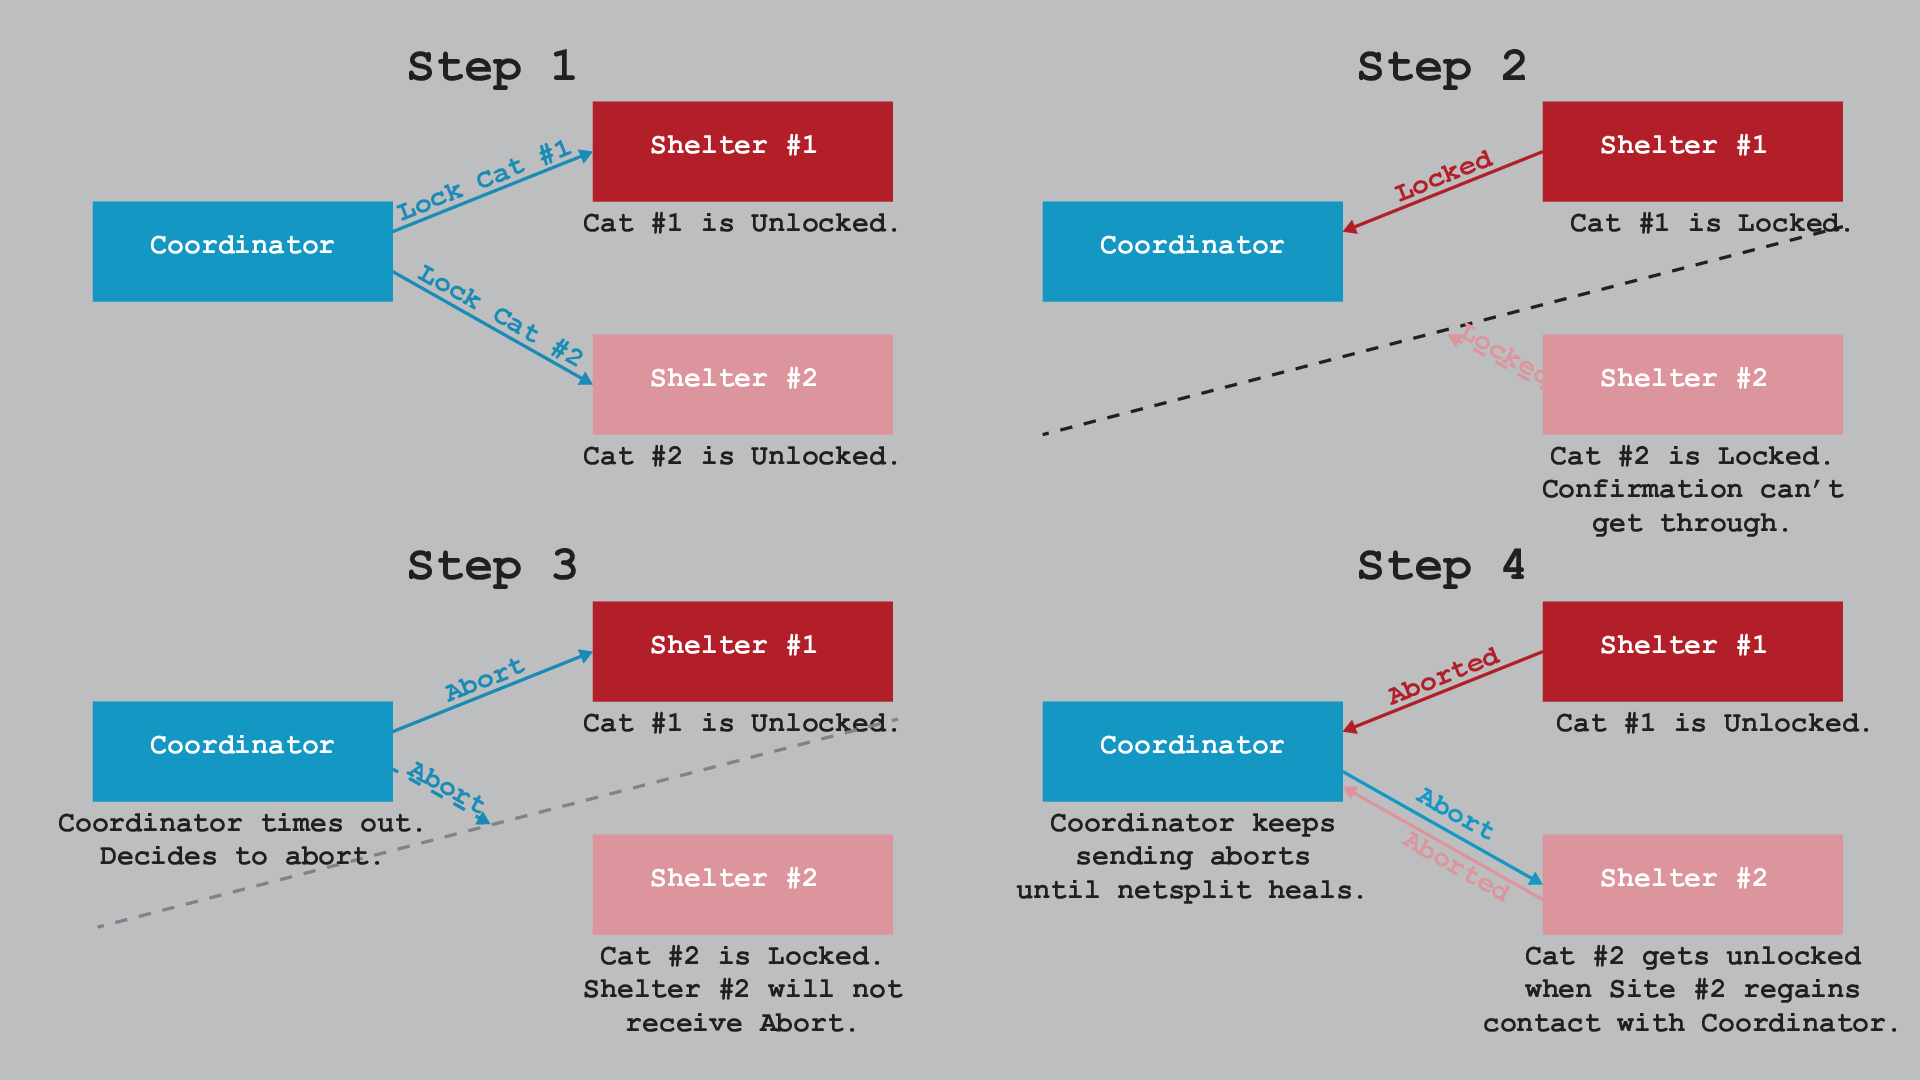 Step 1
Shelter #1
Lock Cat #1
Cat #1 is Unlocked.
Coordinator
Lock Cat #2
Shelter #2
Cat #2 is Unlocked.
Step 2
Shelter #1
Locked
Cat #1 is Locked.
Coordinator
Locked
Shelter #2
Cat #2 is Locked.
Confirmation can’t
get through.
Step 3
Shelter #1
Abort
Cat #1 is Unlocked.
Coordinator
Abort
Coordinator times out.
Decides to abort.
Shelter #2
Cat #2 is Locked.
Shelter #2 will not
receive Abort.
Step 4
Shelter #1
Aborted
Cat #1 is Unlocked.
Coordinator
Abort
Aborted
Coordinator keeps
sending aborts
until netsplit heals.
Shelter #2
Cat #2 gets unlocked
when Site #2 regains
contact with Coordinator.